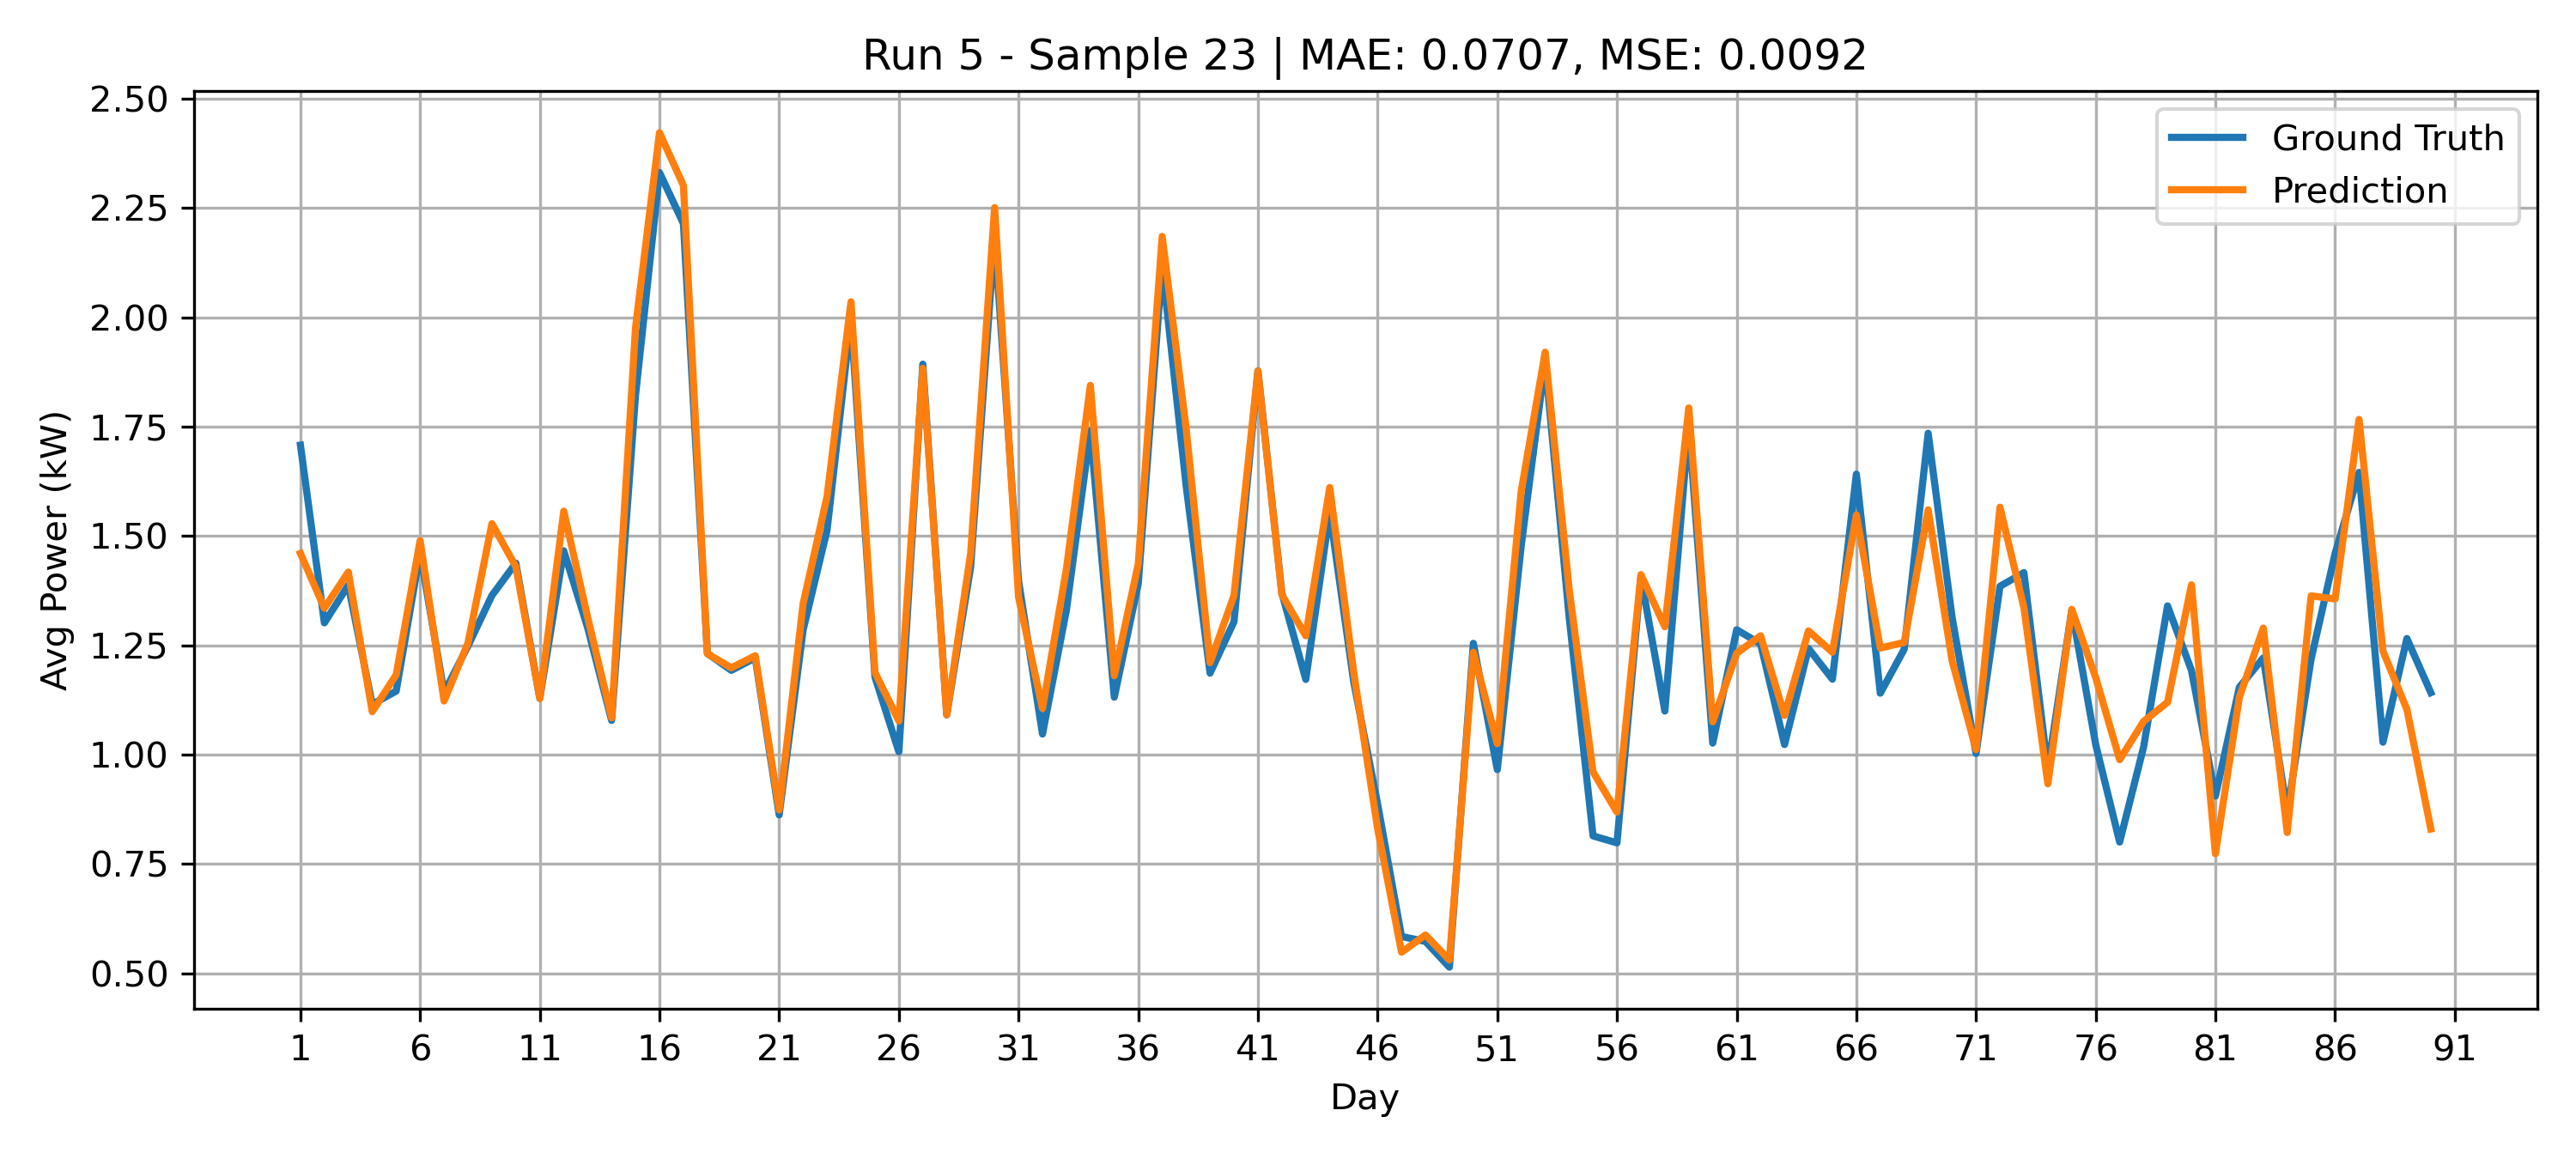 Run 5 - Sample 23 | MAE: 0.0707, MSE: 0.0092
Ground Truth
Prediction
2.50
2.25
2.00
1.75
1.50
1.25
1.00
0.75
0.50
Avg Power (kW)
1 6 11 16 21 26 31 36 41 46 51 56 61 66 71 76 81 86 91
Day